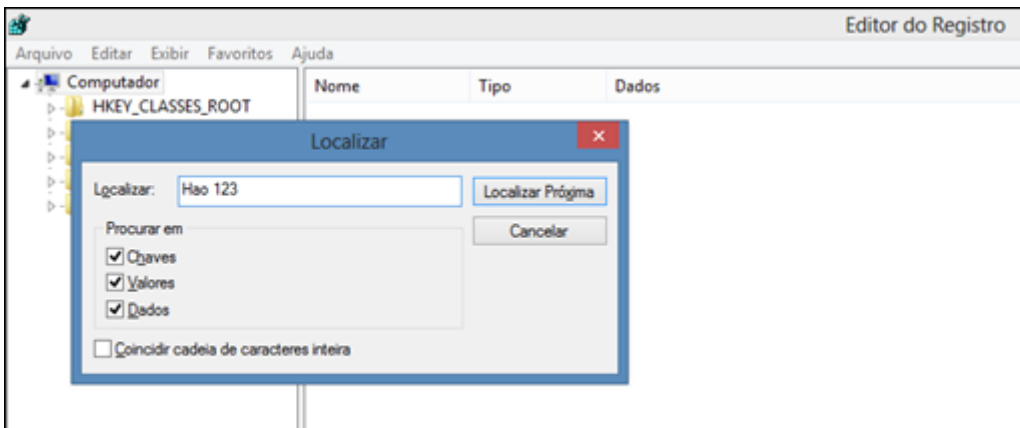 Editor do Registro
Arquivo Editar Exibir Favoritos Ajuda
Computador
HKEY_CLASSES_ROOT
Nome Tipo Dados
Localizar
Localizar: Hao 123
Localizar Próxima
Procurar em
Cancelar
Chaves
Valores
Dados
Coincidir cadeia de caracteres inteira